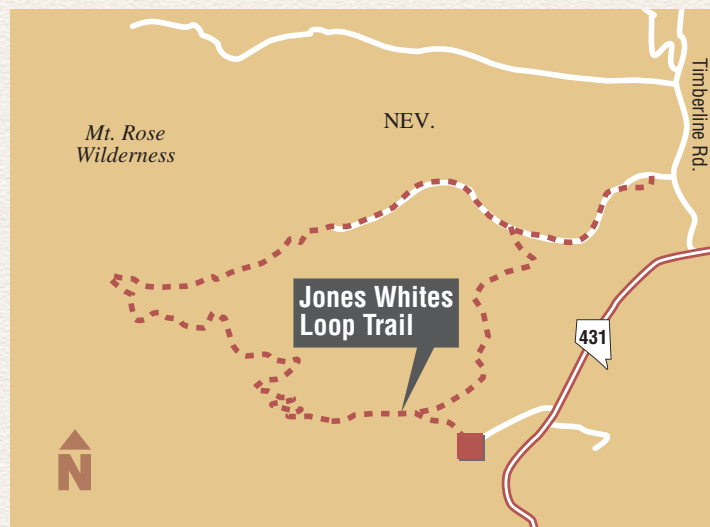 Timberline Rd.
NEV.
Mt. Rose
Wilderness
Jones Whites
Loop Trail
431
N